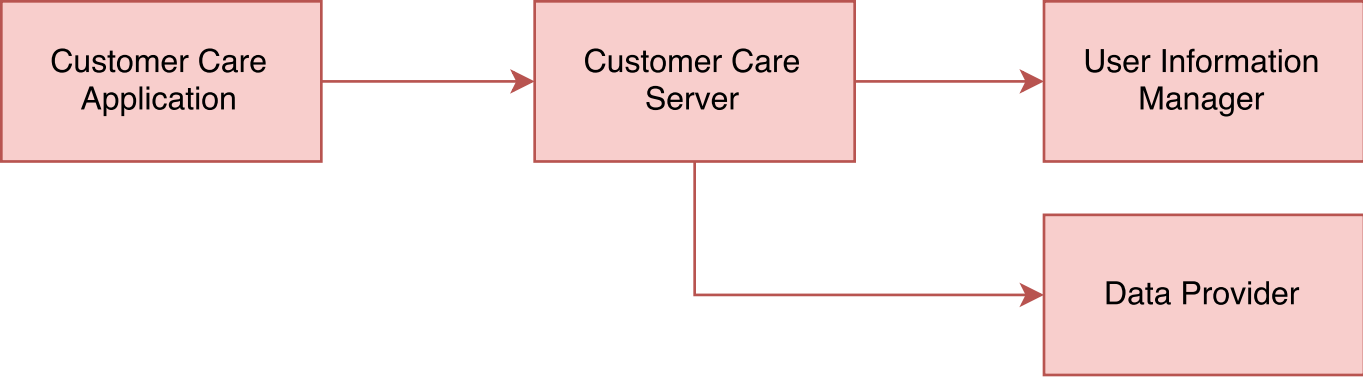 Customer Care
Application
Customer Care
Server
User Information
Manager
Data Provider